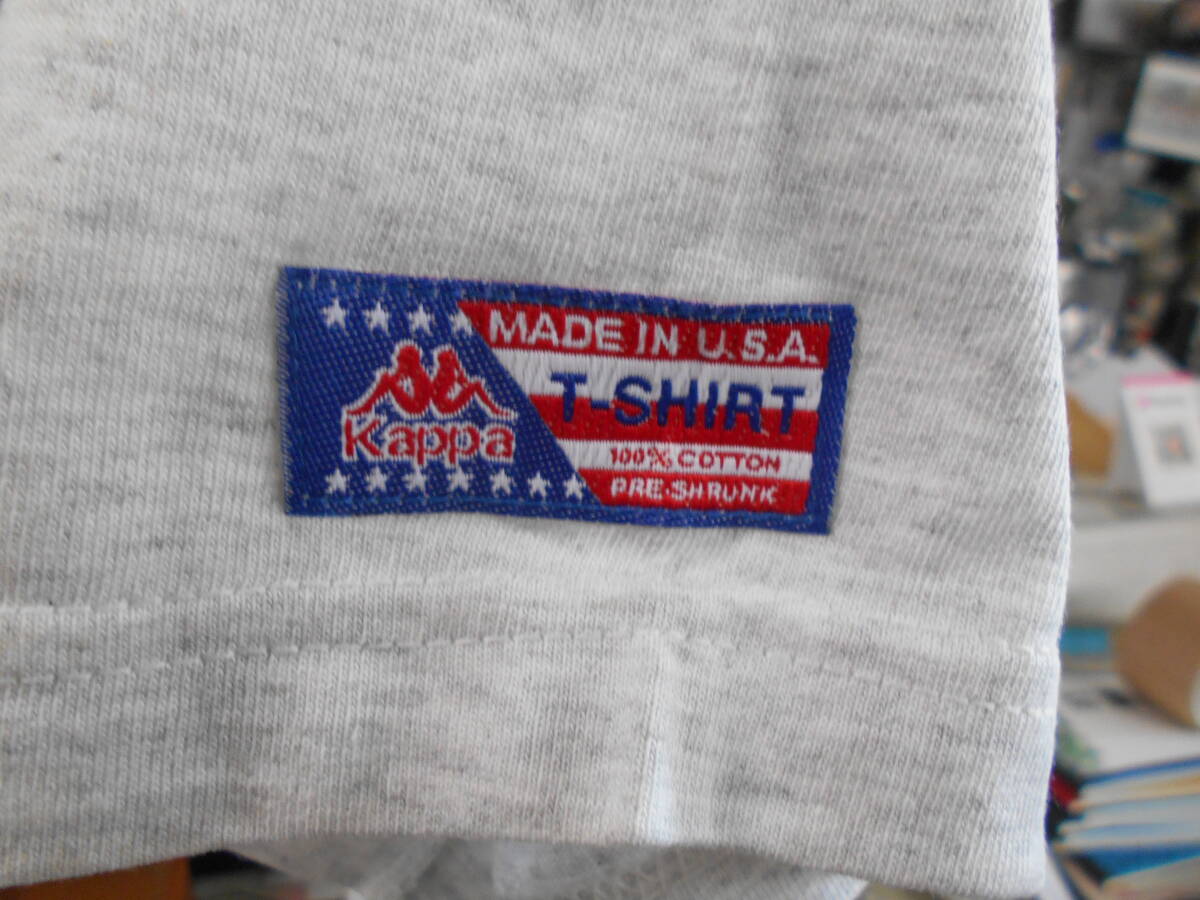 MADE IN U.S.A.
T-SHIRT
Kappa
100% COTTON
PRE-SHRUNK